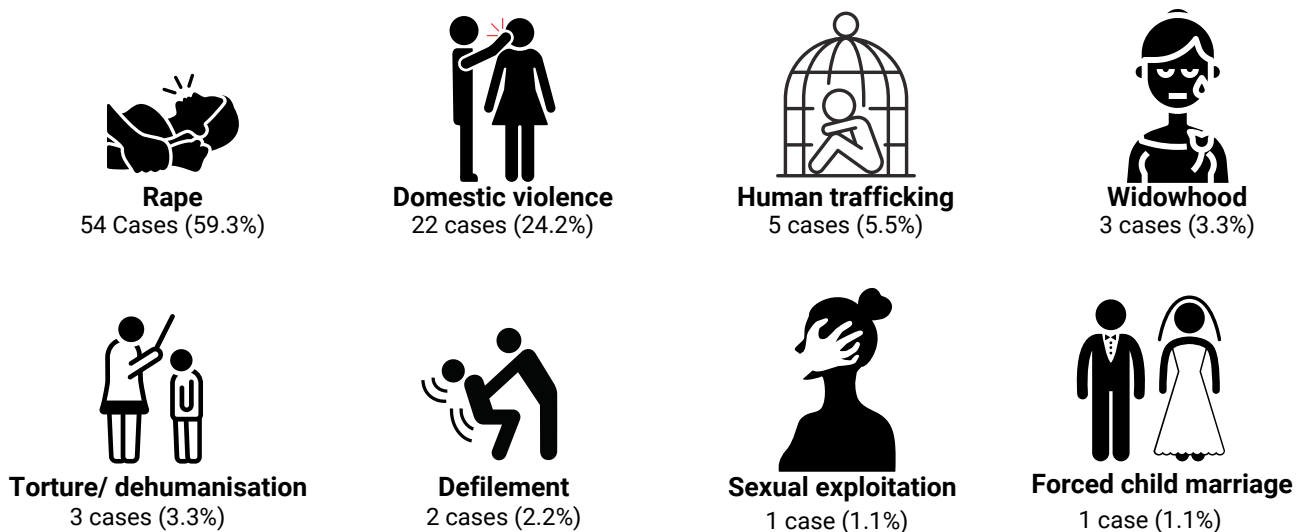 Rape
54 Cases (59.3%)
Domestic violence
22 cases (24.2%)
Human trafficking
5 cases (5.5%)
Widowhood
3 cases (3.3%)
Torture/ dehumanisation
3 cases (3.3%)
Defilement
2 cases (2.2%)
Sexual exploitation
1 case (1.1%)
Forced child marriage
1 case (1.1%)